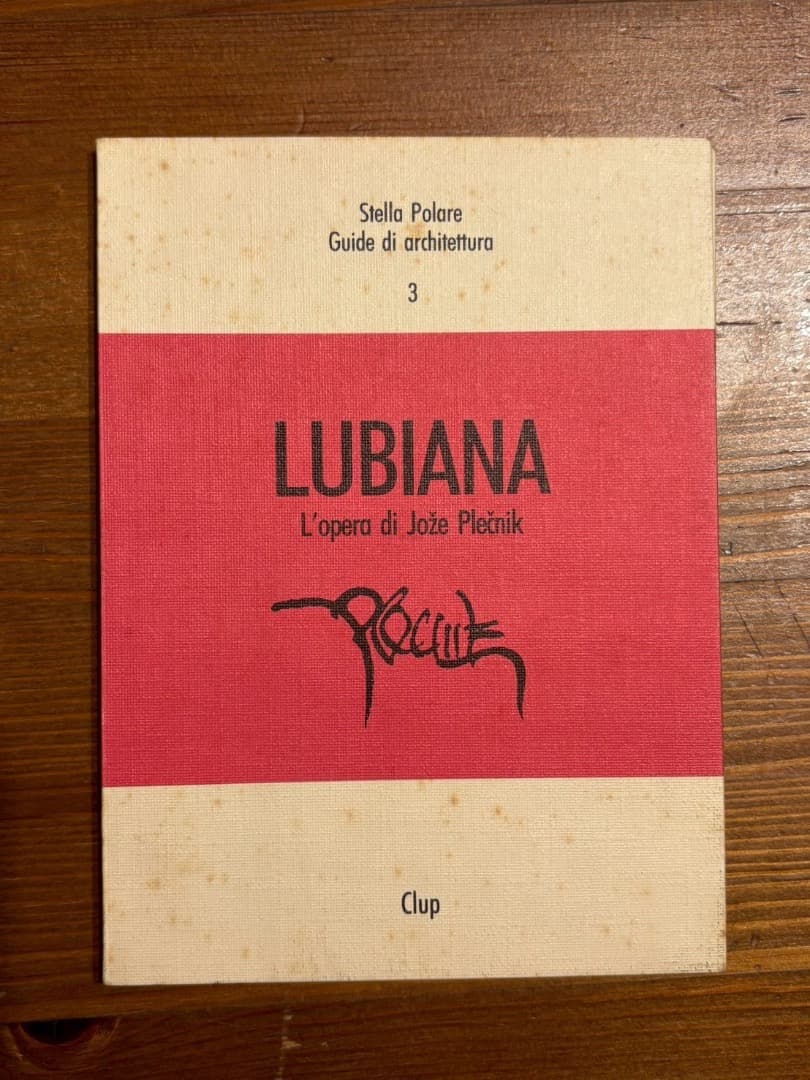 Stella Polare
Guide di architettura
3
LUBIANA
L'opera di Jože Plečnik
Clup